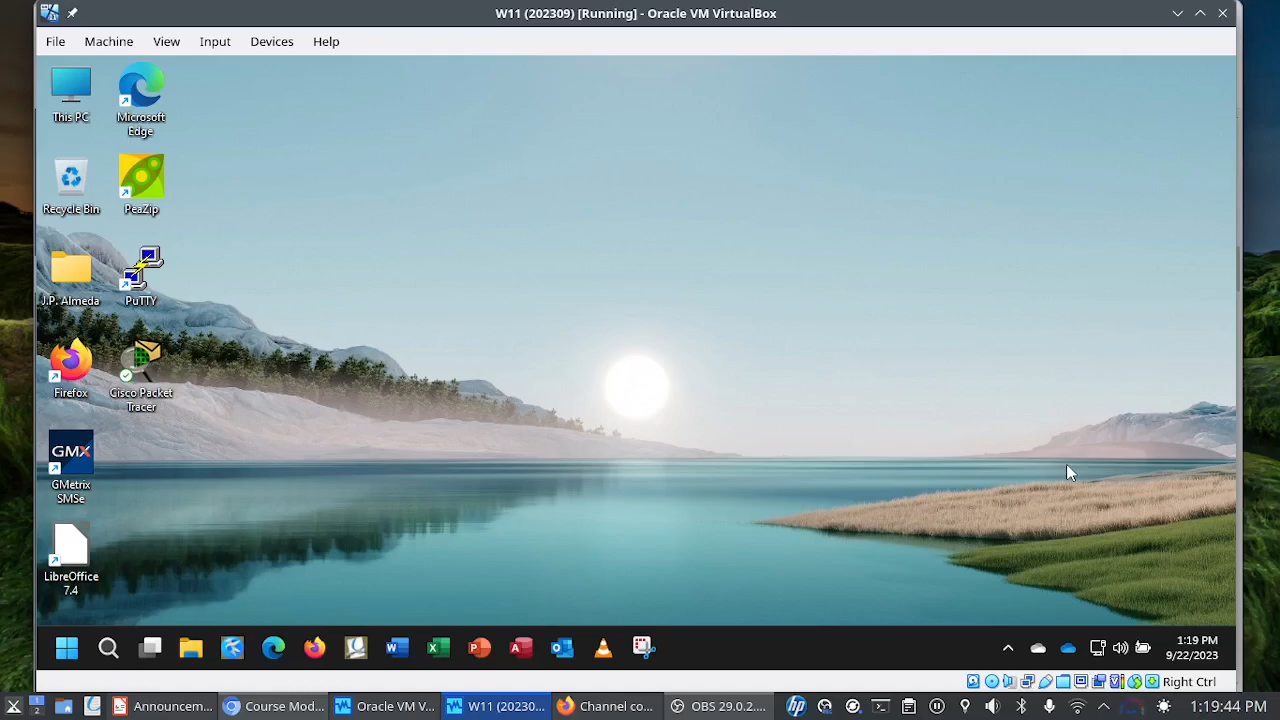 W11 (202309) [Running] - Oracle VM VirtualBox
File Machine View Input Devices Help
This PC
Microsoft
Edge
Recycle Bin
PeaZip
J.P. Almeda
PuTTY
Firefox
Cisco Packet
Tracer
GMX
GMetrix
SMSe
LibreOffice
7.4
1:19 PM
9/22/2023
Right Ctrl
Announcem...
Course Mod...
Oracle VM V...
W11 (20230...
Channel co...
OBS 29.0.2....
1:19:44 PM